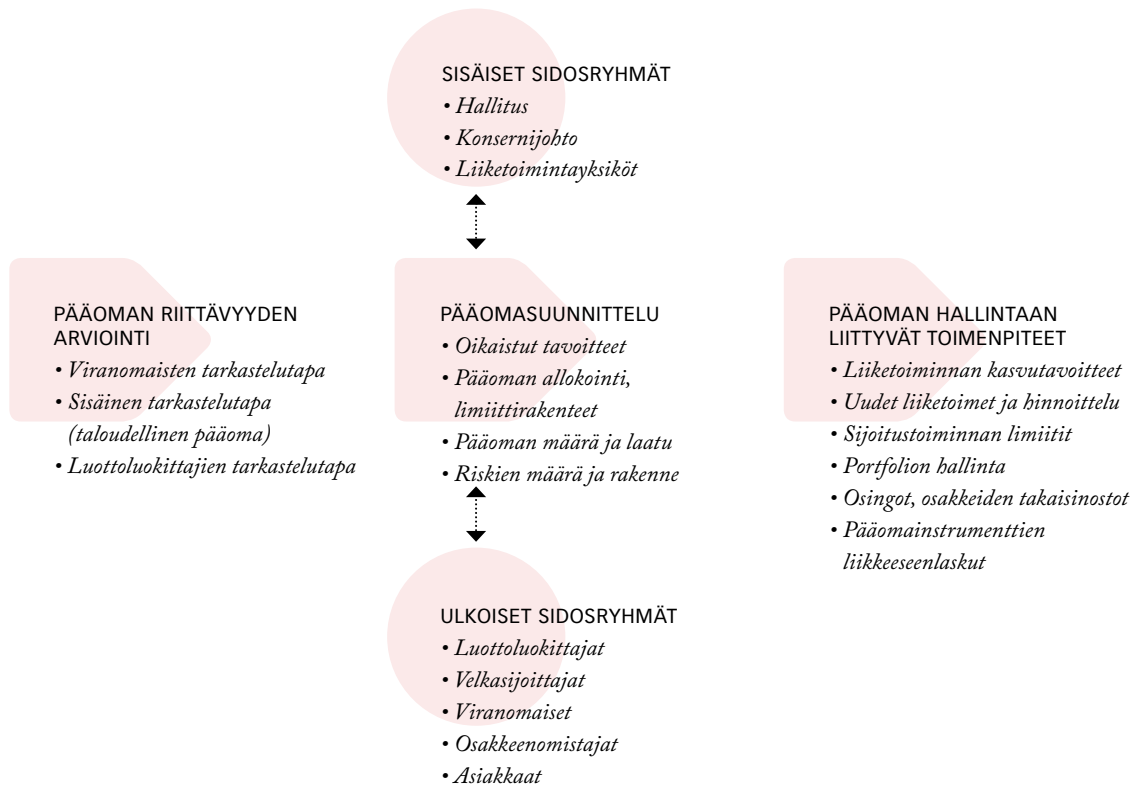 SISÄISET SIDOSRYHMÄT
• Hallitus
• Konsernijohto
• Liiketoimintayksiköt
PÄÄOMAN RIITTÄVYYDEN
ARVIOINTI
• Viranomaisten tarkastelutapa
• Sisäinen tarkastelutapa
(taloudellinen pääoma)
• Luottoluokittajien tarkastelutapa
PÄÄOMASUUNNITTELU
• Oikaistut tavoitteet
• Pääoman allokointi,
limiittirakenteet
• Pääoman määrä ja laatu
• Riskien määrä ja rakenne
PÄÄOMAN HALLINTAAN
LIITTYVÄT TOIMENPITEET
• Liiketoiminnan kasvutavoitteet
• Uudet liiketoimet ja hinnoittelu
• Sijoitustoiminnan limiitit
• Portfolion hallinta
• Osingot, osakkeiden takaisinostot
• Pääomainstrumenttien
liikkeeseenlaskut
ULKOISET SIDOSRYHMÄT
• Luottoluokittajat
• Velkasijoittajat
• Viranomaiset
• Osakkeenomistajat
• Asiakkaat